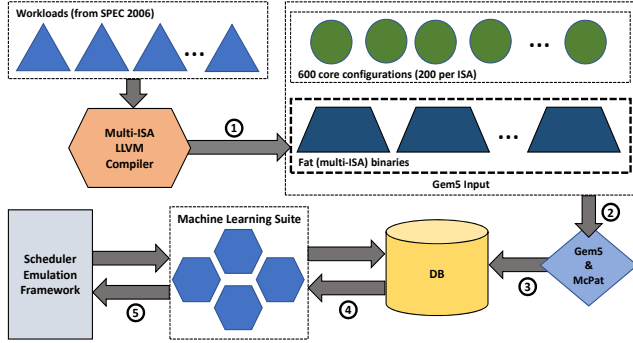 Workloads (from SPEC 2006)
...
...
600 core configurations (200 per ISA)
Multi-ISA
LLVM
Compiler
1
...
Fat (multi-ISA) binaries
Gem5 Input
2
Machine Learning Suite
Scheduler
Emulation
Framework
DB
Gem5
&
McPat
3
4
5